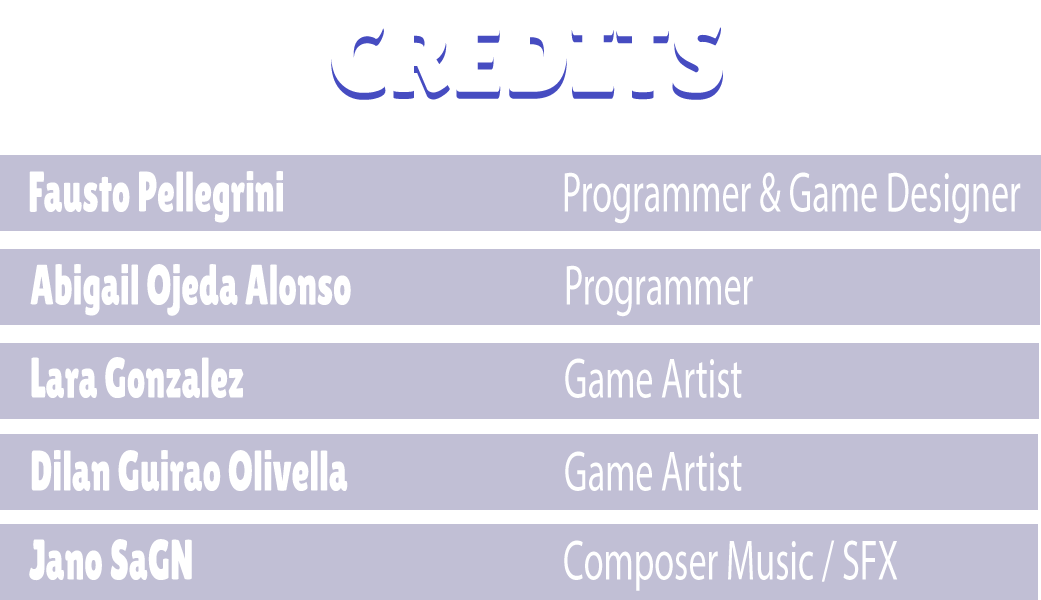 CREDITS
Fausto Pellegrini Programmer & Game Designer
Abigail Ojeda Alonso Programmer
Lara Gonzalez Game Artist
Dilan Guirao Olivella Game Artist
Jano SaGN Composer Music / SFX